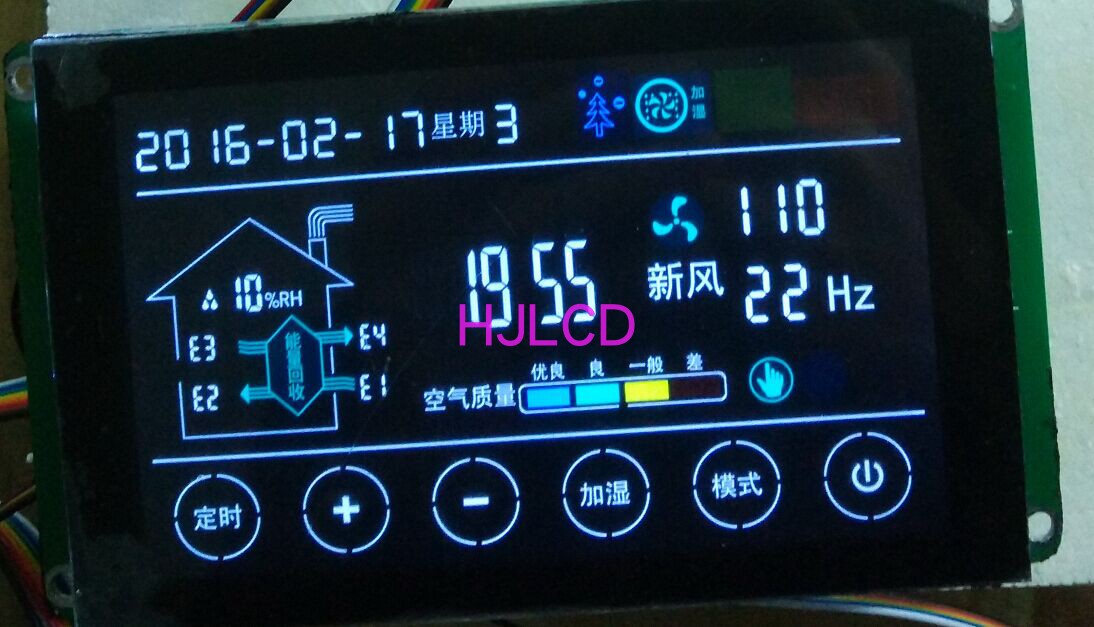 2016-02-17星期3
加湿
110
19 55
新风 22 Hz
10%RH
E3 E4
能量回收
E2 E1
HJLCD
优良 良 一般 差
空气质量
定时 + - 加湿 模式